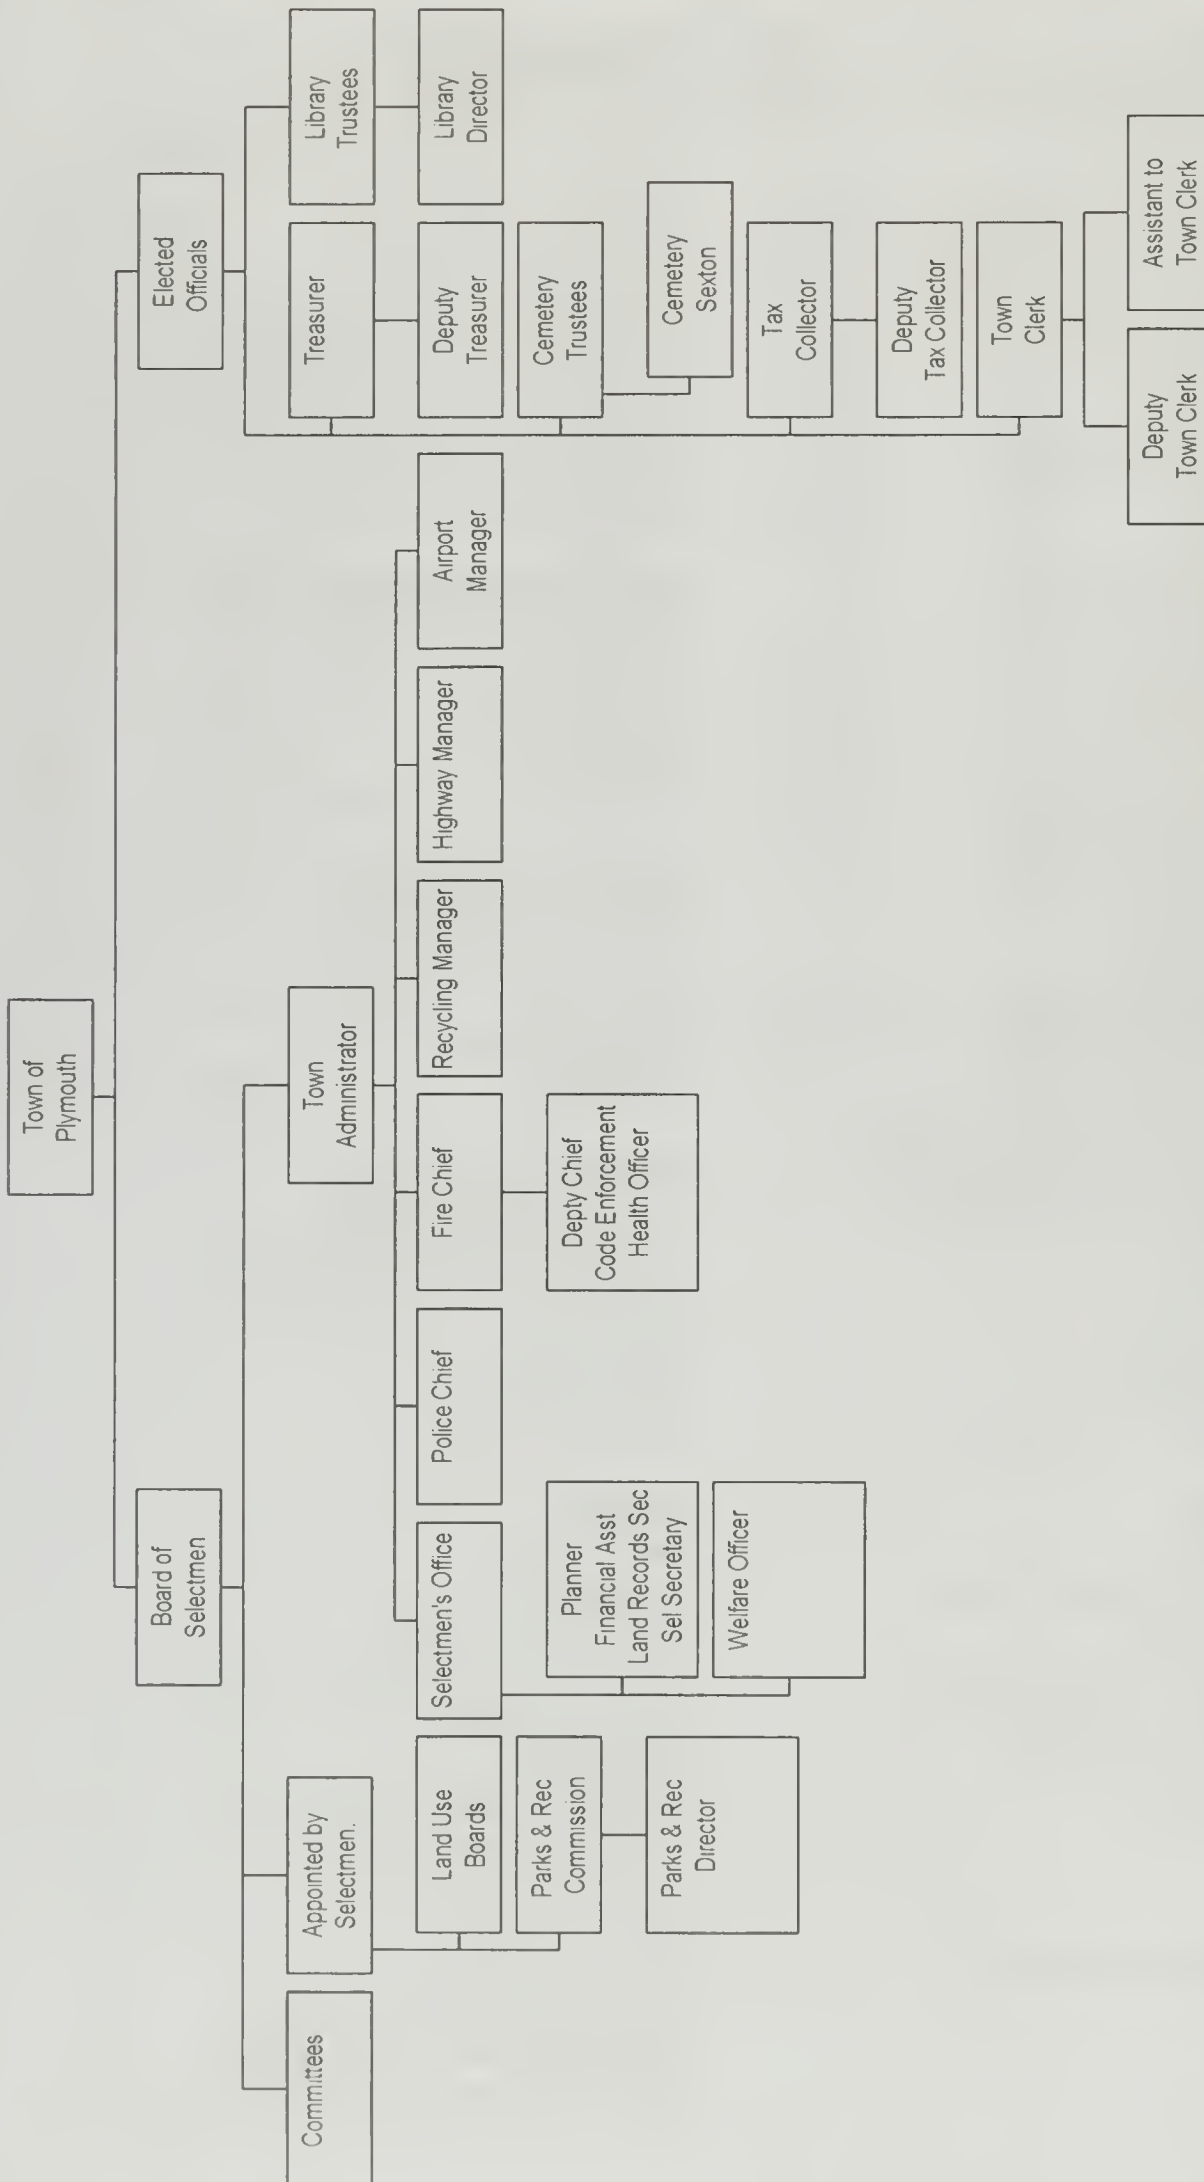 Town of
Plymouth
Board of
Selectmen
Elected
Officials
Committees
Appointed by
Selectmen.
Town
Administrator
Treasurer
Library
Trustees
Land Use
Boards
Selectmen's Office
Police Chief
Fire Chief
Recycling Manager
Highway Manager
Airport
Manager
Deputy
Treasurer
Library
Director
Parks & Rec
Commission
Cemetery
Trustees
Planner
Financial Asst
Land Records Sec
Sel Secretary
Depty Chief
Code Enforcement
Health Officer
Parks & Rec
Director
Cemetery
Sexton
Welfare Officer
Tax
Collector
Deputy
Tax Collector
Town
Clerk
Deputy
Town Clerk
Assistant to
Town Clerk